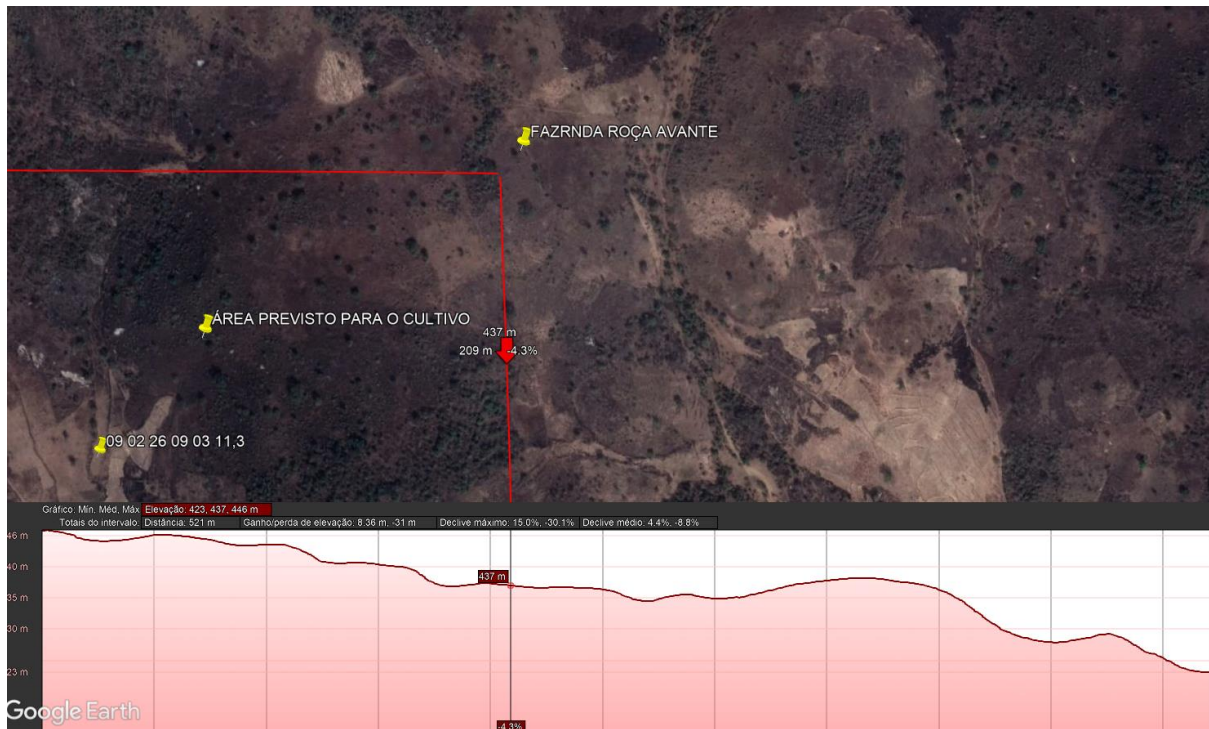 FAZRNDA ROÇA AVANTE
ÁREA PREVISTO PARA O CULTIVO
437 m
209 m -4.3%
09 02 26 09 03 11,3
Gráfico: Mín. Méd, Máx Elevação: 423, 437, 446 m
Totais do intervalo: Distância: 521 m Ganho/perda de elevação: 8.36 m, -31 m Declive máximo: 15.0%, -30.1% Declive médio: 4.4%, -8.8%
46 m
40 m
437 m
35 m
30 m
23 m
Google Earth
-4.3%